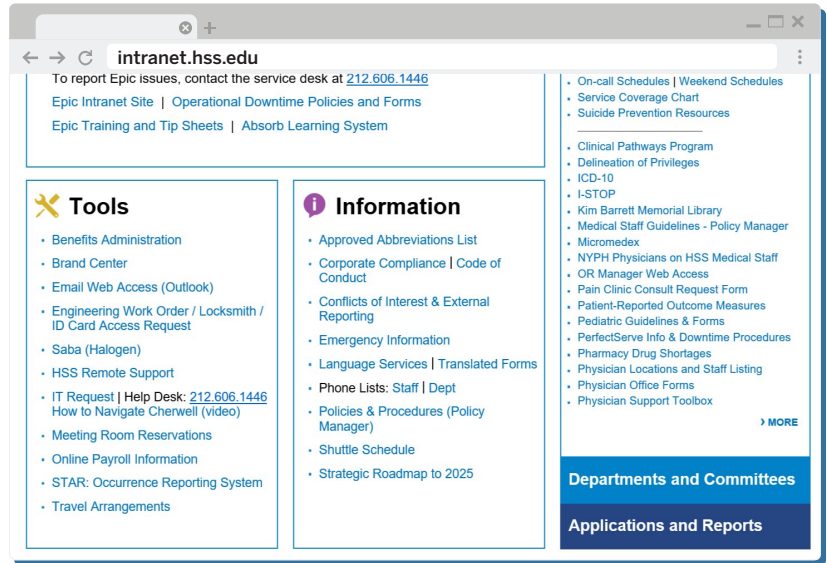 intranet.hss.edu
To report Epic issues, contact the service desk at 212.606.1446
Epic Intranet Site | Operational Downtime Policies and Forms
Epic Training and Tip Sheets | Absorb Learning System
Tools
• Benefits Administration
• Brand Center
• Email Web Access (Outlook)
• Engineering Work Order / Locksmith /
ID Card Access Request
• Saba (Halogen)
• HSS Remote Support
• IT Request | Help Desk: 212.606.1446
How to Navigate Cherwell (video)
• Meeting Room Reservations
• Online Payroll Information
• STAR: Occurrence Reporting System
• Travel Arrangements
Information
• Approved Abbreviations List
• Corporate Compliance | Code of
Conduct
• Conflicts of Interest & External
Reporting
• Emergency Information
• Language Services | Translated Forms
• Phone Lists: Staff | Dept
• Policies & Procedures (Policy
Manager)
• Shuttle Schedule
• Strategic Roadmap to 2025
• On-call Schedules | Weekend Schedules
• Service Coverage Chart
• Suicide Prevention Resources
• Clinical Pathways Program
• Delineation of Privileges
• ICD-10
• I-STOP
• Kim Barrett Memorial Library
• Medical Staff Guidelines - Policy Manager
• Micromedex
• NYPH Physicians on HSS Medical Staff
• OR Manager Web Access
• Pain Clinic Consult Request Form
• Patient-Reported Outcome Measures
• Pediatric Guidelines & Forms
• PerfectServe Info & Downtime Procedures
• Pharmacy Drug Shortages
• Physician Locations and Staff Listing
• Physician Office Forms
• Physician Support Toolbox
› MORE
Departments and Committees
Applications and Reports